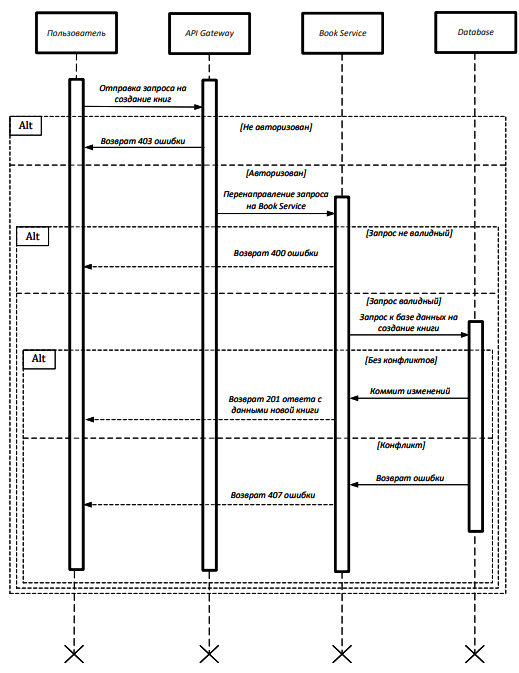 Пользователь
API Gateway
Book Service
Database
Отправка запроса на
создание книг
Alt
[Не авторизован]
Возврат 403 ошибки
[Авторизован]
Перенаправление запроса
на Book Service
Alt
[Запрос не валидный]
Возврат 400 ошибки
[Запрос валидный]
Запрос к базе данных на
создание книги
Alt
[Без конфликтов]
Коммит изменений
Возврат 201 ответа с
данными новой книги
[Конфликт]
Возврат ошибки
Возврат 407 ошибки